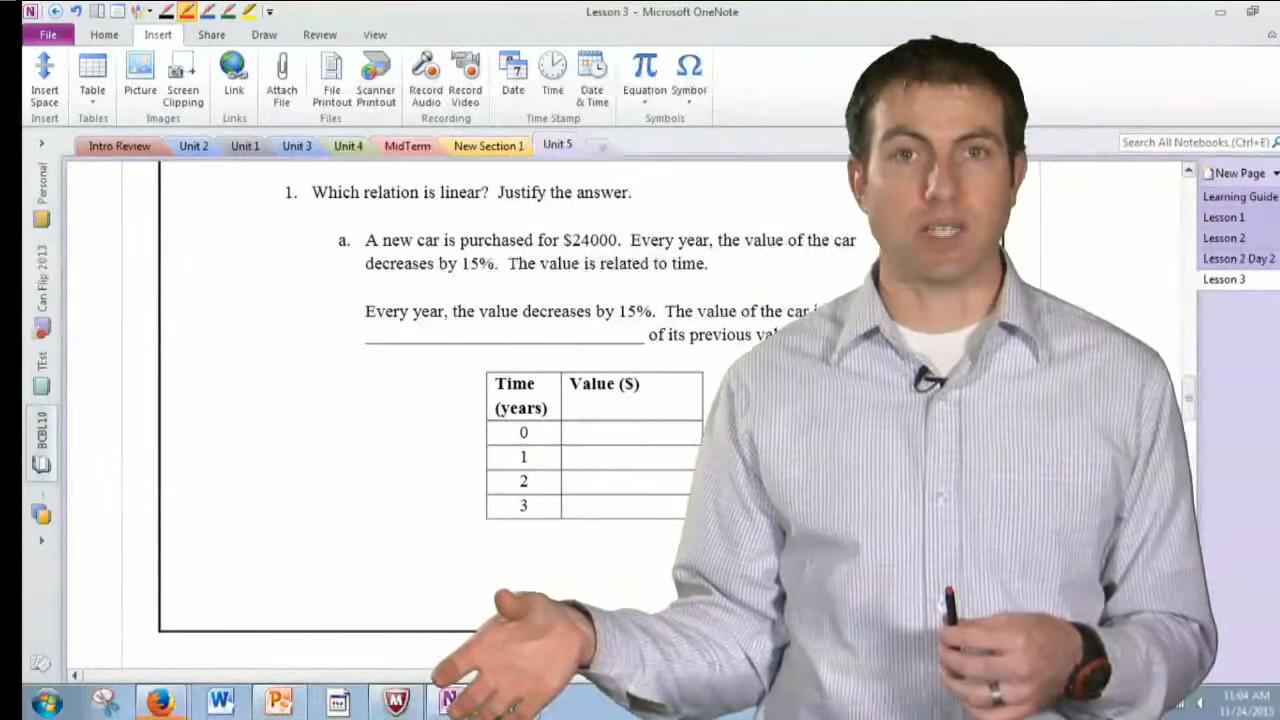 Lesson 3 - Microsoft OneNote
File Home Insert Share Draw Review View
Insert Space Table Picture Screen Clipping Link Attach File File Printout Scanner Printout Record Audio Record Video Date Time Date & Time Equation Symbol
Insert Tables Images Links Files Recording Time Stamp Symbols
Intro Review Unit 2 Unit 1 Unit 3 Unit 4 MidTerm New Section 1 Unit 5
Search All Notebooks (Ctrl+E)
New Page
Learning Guide
Lesson 1
Lesson 2
Lesson 2 Day 2
Lesson 3
Personal
Can Flip 2013
TEst
BCBL10
1. Which relation is linear? Justify the answer.
a. A new car is purchased for $24000. Every year, the value of the car
decreases by 15%. The value is related to time.
Every year, the value decreases by 15%. The value of the car
of its previous
Time (years) Value ($)
0
1
2
3
11:04 AM
11/24/2013